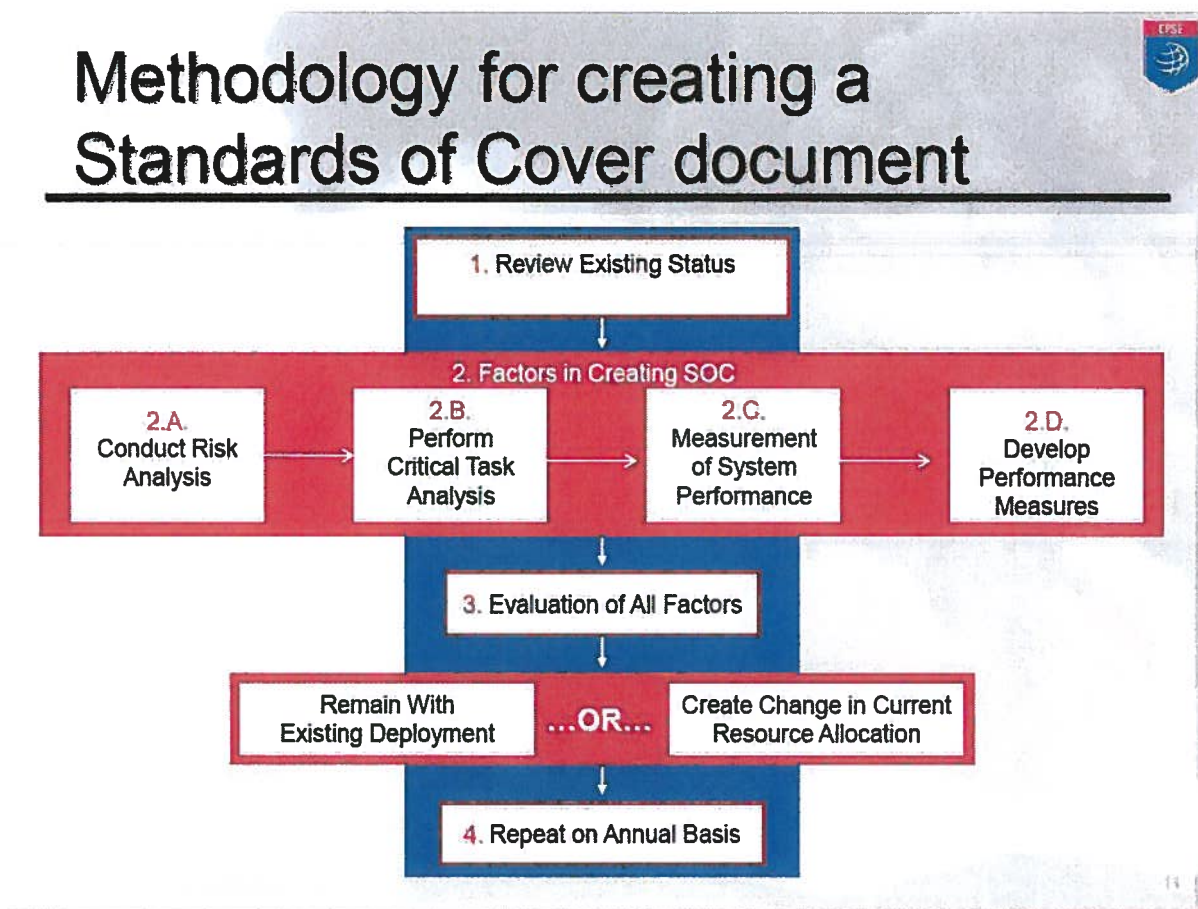 CPSE
Methodology for creating a
Standards of Cover document
1. Review Existing Status
2. Factors in Creating SOC
2.A.
Conduct Risk
Analysis
2.B.
Perform
Critical Task
Analysis
2.C.
Measurement
of System
Performance
2.D.
Develop
Performance
Measures
3. Evaluation of All Factors
Remain With
Existing Deployment
...OR...
Create Change in Current
Resource Allocation
4. Repeat on Annual Basis
11